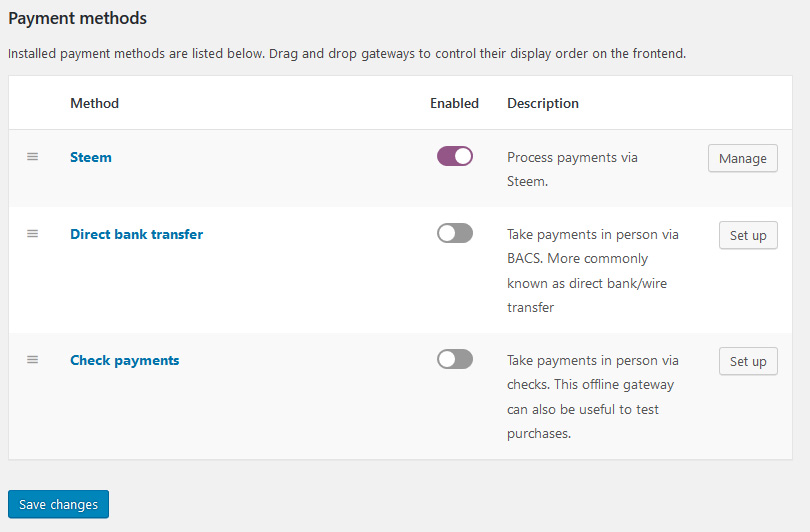 Payment methods
Installed payment methods are listed below. Drag and drop gateways to control their display order on the frontend.
Method Enabled Description
Steem Process payments via Manage
Steem.
Direct bank transfer Take payments in person via Set up
BACS. More commonly
known as direct bank/wire
transfer
Check payments Take payments in person via Set up
checks. This offline gateway
can also be useful to test
purchases.
Save changes